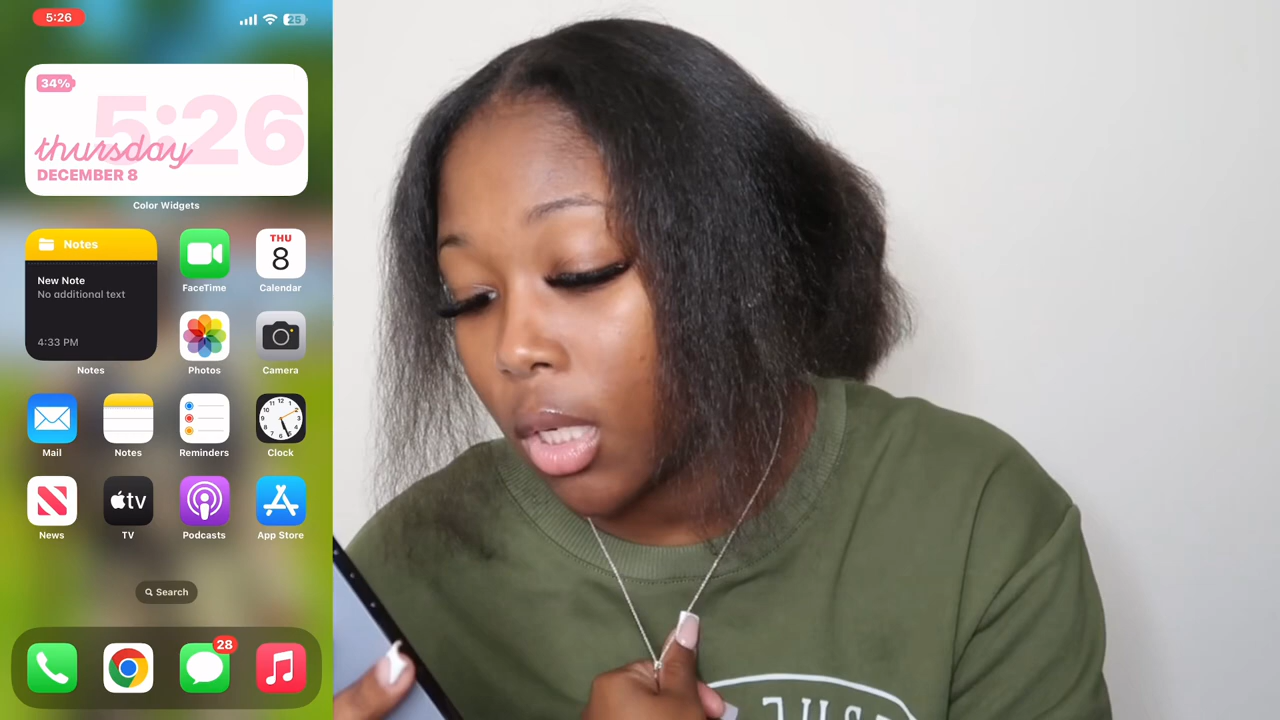 5:26
25
34%
5:26
thursday
DECEMBER 8
Color Widgets
Notes
New Note
No additional text
4:33 PM
Notes
FaceTime
THU
8
Calendar
Photos
Camera
Mail
Notes
Reminders
Clock
News
tv
TV
Podcasts
App Store
Search
28